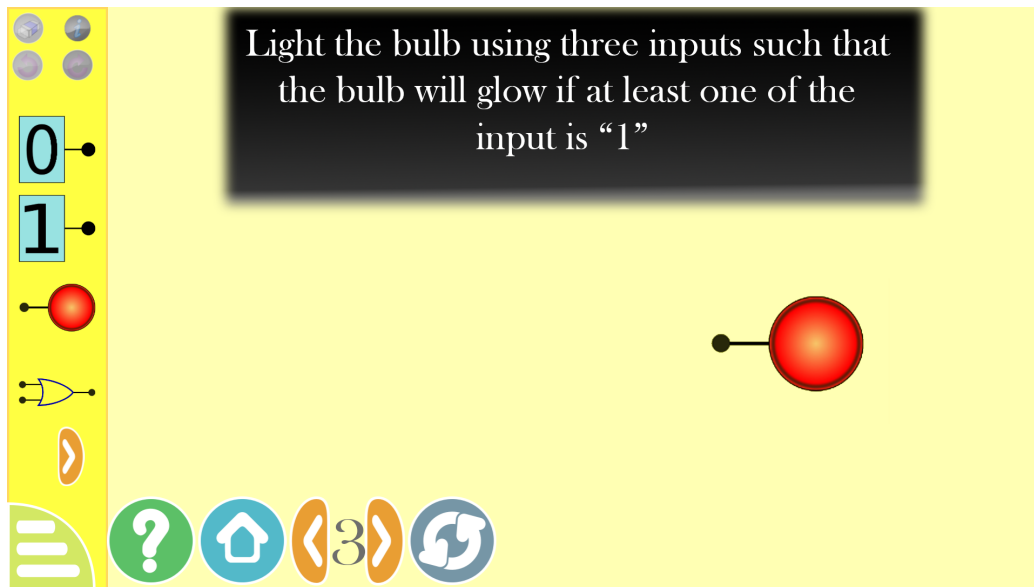 Light the bulb using three inputs such that
the bulb will glow if at least one of the
input is “1”
0
1
3